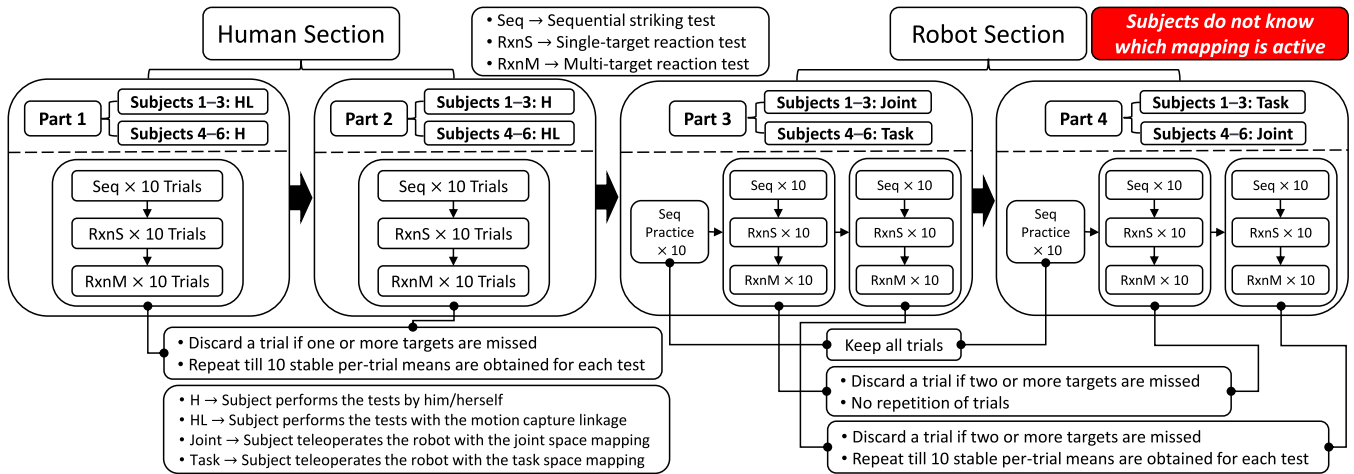 Human Section
• Seq → Sequential striking test
• RxnS → Single-target reaction test
• RxnM → Multi-target reaction test
Robot Section
Subjects do not know
which mapping is active
Part 1
Subjects 1–3: HL
Subjects 4–6: H
Seq × 10 Trials
RxnS × 10 Trials
RxnM × 10 Trials
Part 2
Subjects 1–3: H
Subjects 4–6: HL
Seq × 10 Trials
RxnS × 10 Trials
RxnM × 10 Trials
Part 3
Subjects 1–3: Joint
Subjects 4–6: Task
Seq
Practice
× 10
Seq × 10
RxnS × 10
RxnM × 10
Seq × 10
RxnS × 10
RxnM × 10
Part 4
Subjects 1–3: Task
Subjects 4–6: Joint
Seq
Practice
× 10
Seq × 10
RxnS × 10
RxnM × 10
Seq × 10
RxnS × 10
RxnM × 10
• Discard a trial if one or more targets are missed
• Repeat till 10 stable per-trial means are obtained for each test
• H → Subject performs the tests by him/herself
• HL → Subject performs the tests with the motion capture linkage
• Joint → Subject teleoperates the robot with the joint space mapping
• Task → Subject teleoperates the robot with the task space mapping
Keep all trials
• Discard a trial if two or more targets are missed
• No repetition of trials
• Discard a trial if two or more targets are missed
• Repeat till 10 stable per-trial means are obtained for each test